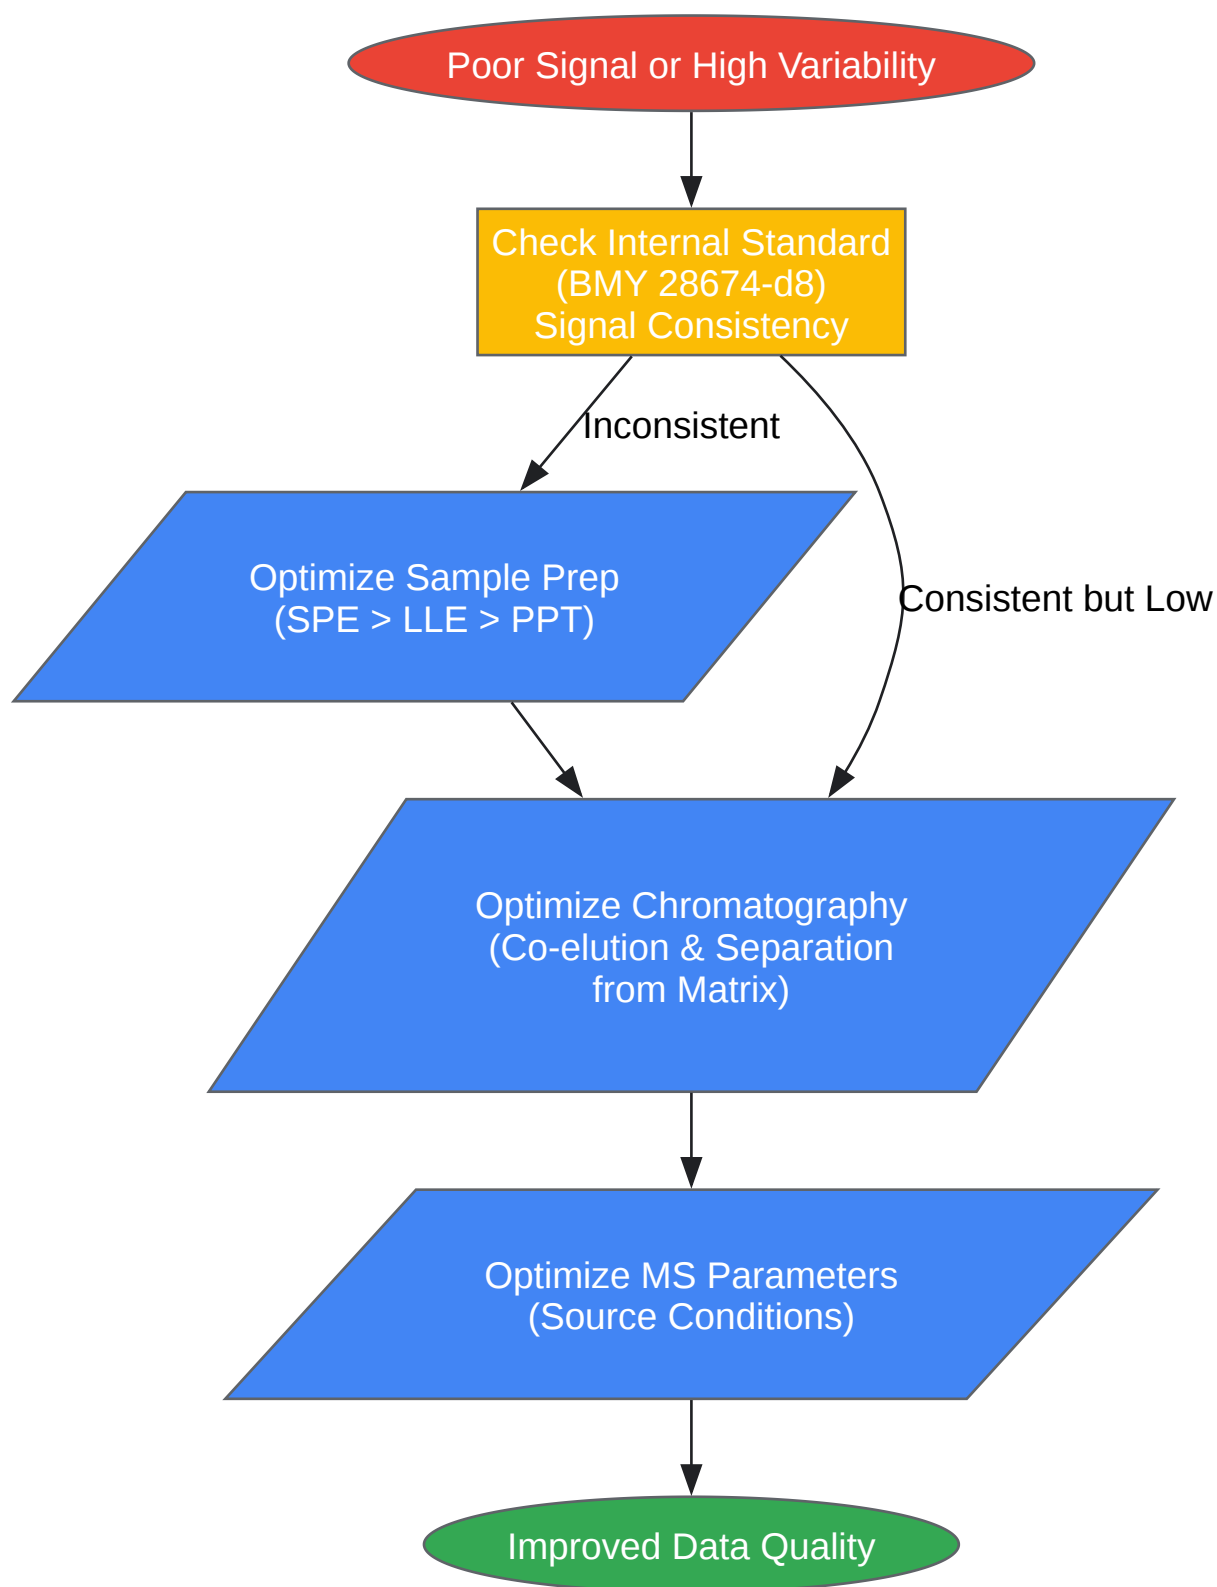 Poor Signal or High Variability
Check Internal Standard
(BMY 28674-d8)
Signal Consistency
Inconsistent
Optimize Sample Prep
(SPE > LLE > PPT)
Consistent but Low
Optimize Chromatography
(Co-elution & Separation
from Matrix)
Optimize MS Parameters
(Source Conditions)
Improved Data Quality